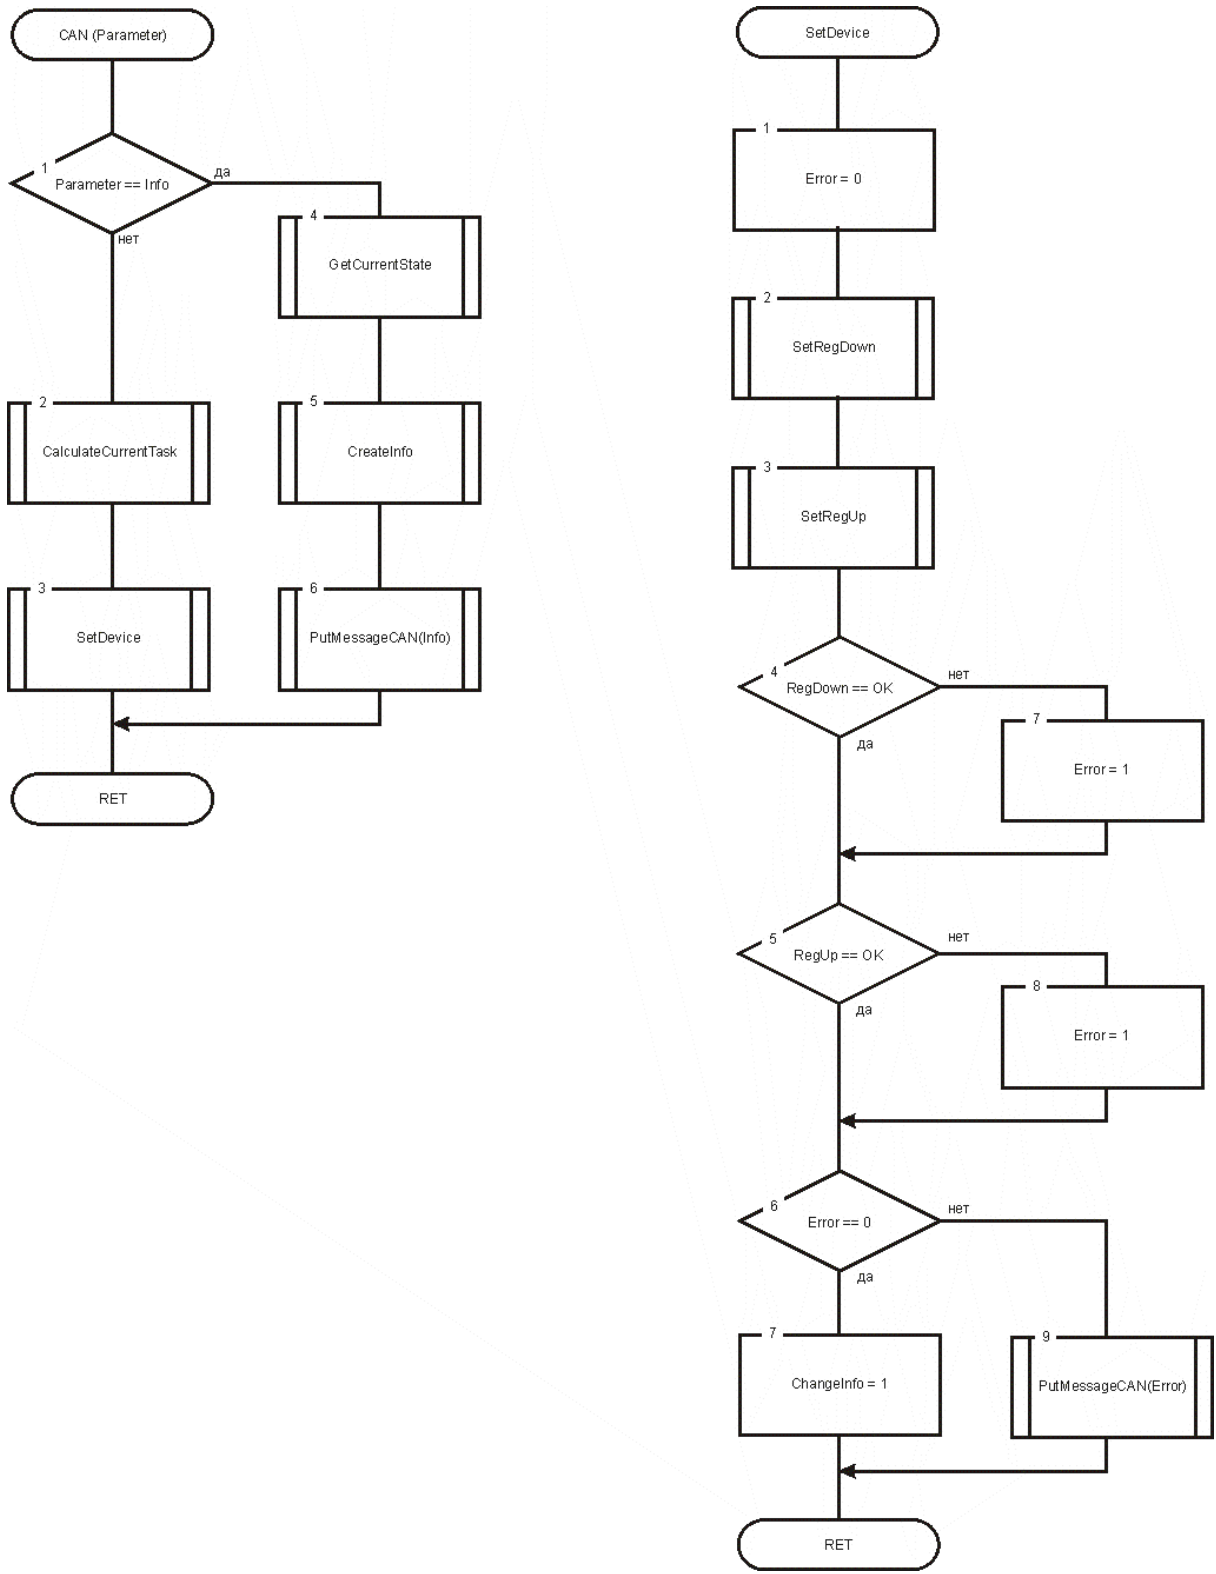 CAN (Parameter)
1
Parameter == Info
да
нет
4
GetCurrentState
2
CalculateCurrentTask
5
CreateInfo
3
SetDevice
6
PutMessageCAN(Info)
RET
SetDevice
1
Error = 0
2
SetRegDown
3
SetRegUp
4
RegDown == OK
нет
да
7
Error = 1
5
RegUp == OK
нет
да
8
Error = 1
6
Error == 0
нет
да
7
ChangeInfo = 1
9
PutMessageCAN(Error)
RET